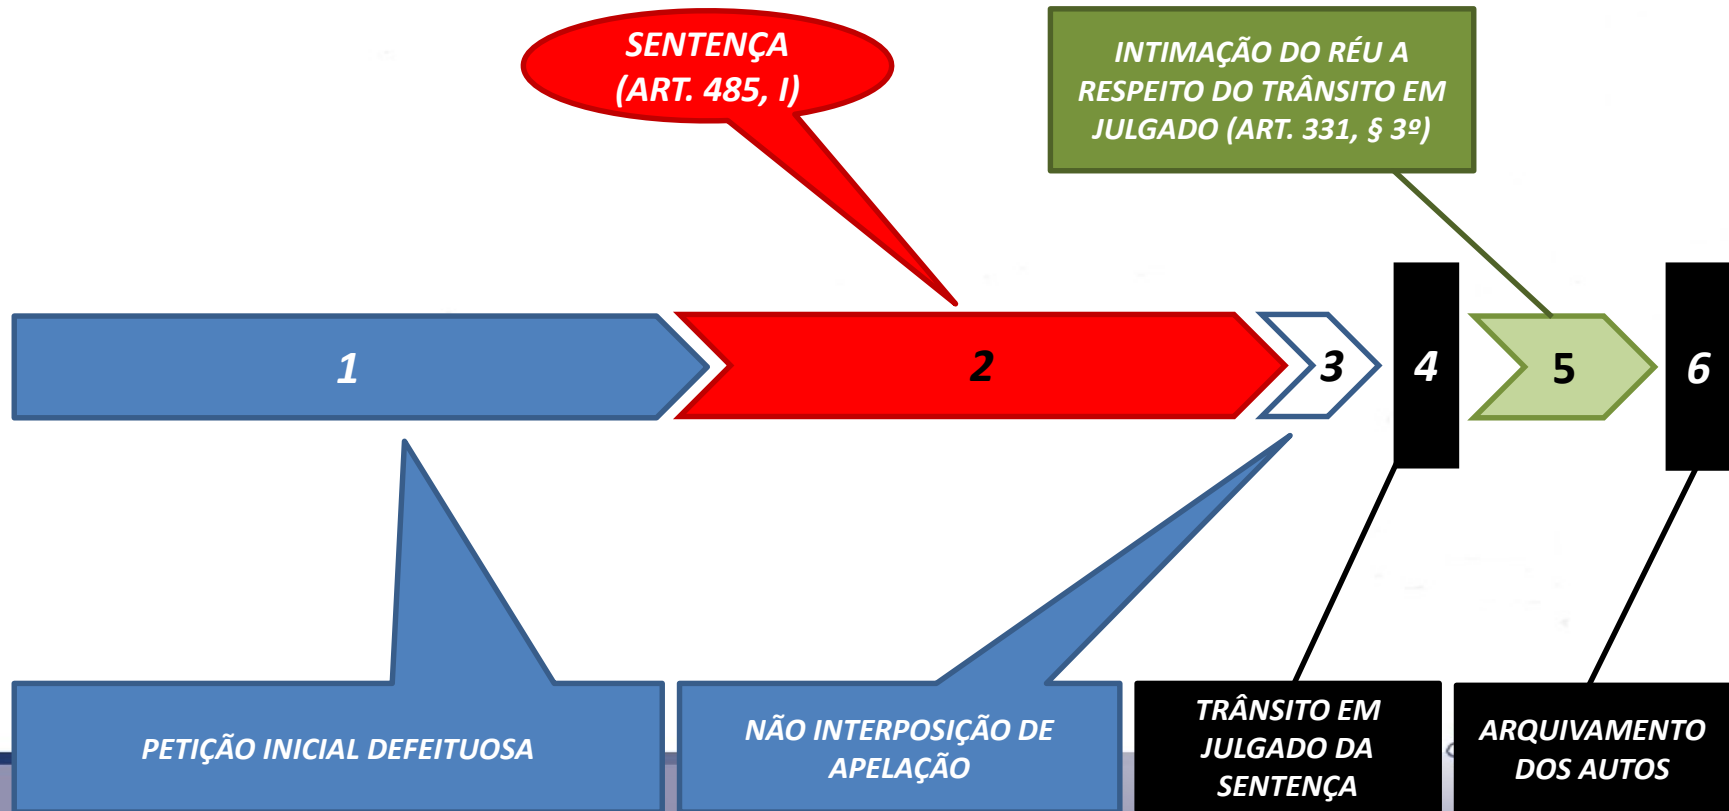 SENTENÇA
(ART. 485, I)
INTIMAÇÃO DO RÉU A
RESPEITO DO TRÂNSITO EM
JULGADO (ART. 331, § 3º)
1
2
3
4
5
6
PETIÇÃO INICIAL DEFEITUOSA
NÃO INTERPOSIÇÃO DE
APELAÇÃO
TRÂNSITO EM
JULGADO DA
SENTENÇA
ARQUIVAMENTO
DOS AUTOS